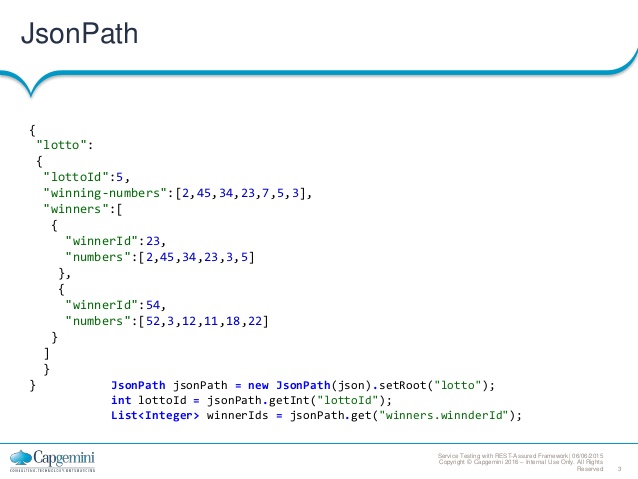 JsonPath
{
"lotto":
{
"lottoId":5,
"winning-numbers":[2,45,34,23,7,5,3],
"winners":[
{
"winnerId":23,
"numbers":[2,45,34,23,3,5]
},
{
"winnerId":54,
"numbers":[52,3,12,11,18,22]
}
]
}
}
JsonPath jsonPath = new JsonPath(json).setRoot("lotto");
int lottoId = jsonPath.getInt("lottoId");
List<Integer> winnerIds = jsonPath.get("winners.winnderId");
Capgemini
CONSULTING.TECHNOLOGY.OUTSOURCING
Service Testing with REST-Assured Framework| 06/06/2015
Copyright © Capgemini 2016 – Internal Use Only. All Rights
Reserved
3